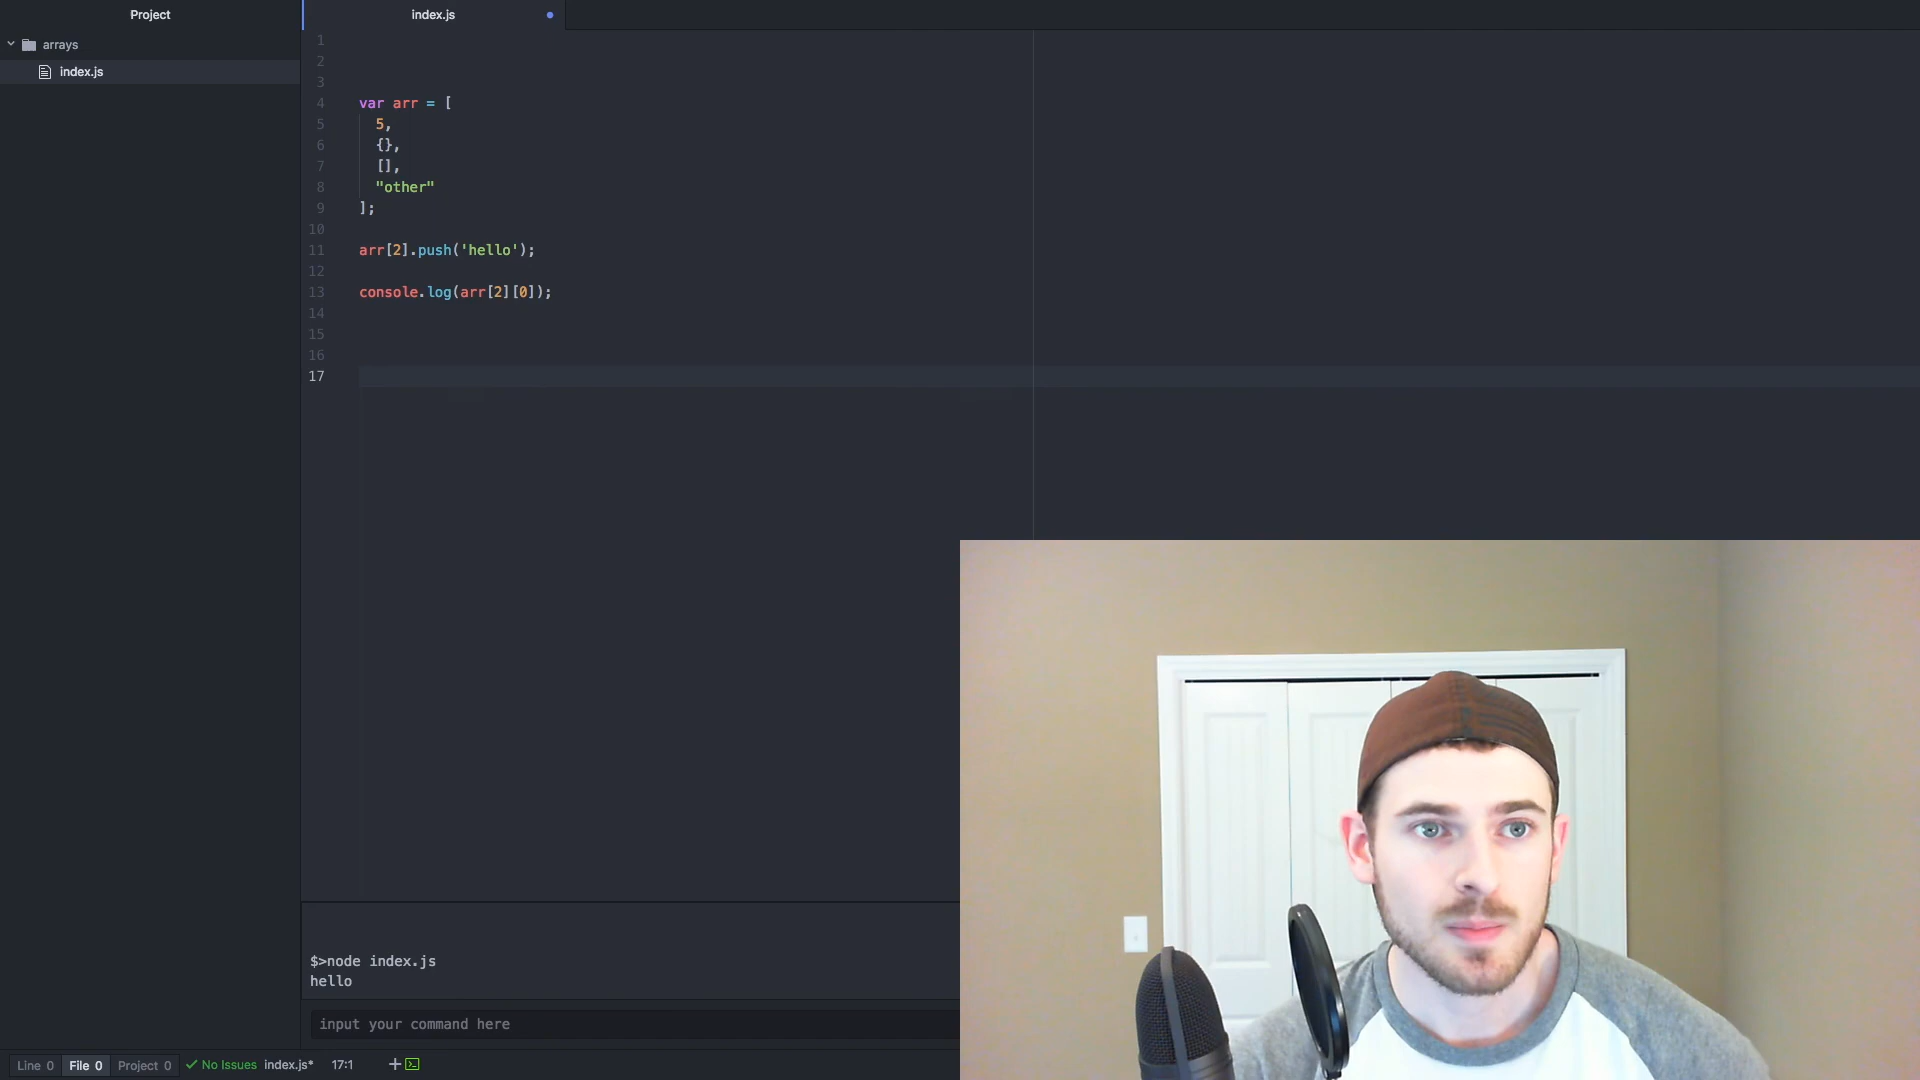 Project
index.js
arrays
index.js
1
2
3
4 var arr = [
5 5,
6 {},
7 [],
8 "other"
9 ];
10
11 arr[2].push('hello');
12
13 console.log(arr[2][0]);
14
15
16
17
$>node index.js
hello
input your command here
Line 0 File 0 Project 0 No Issues index.js* 17:1